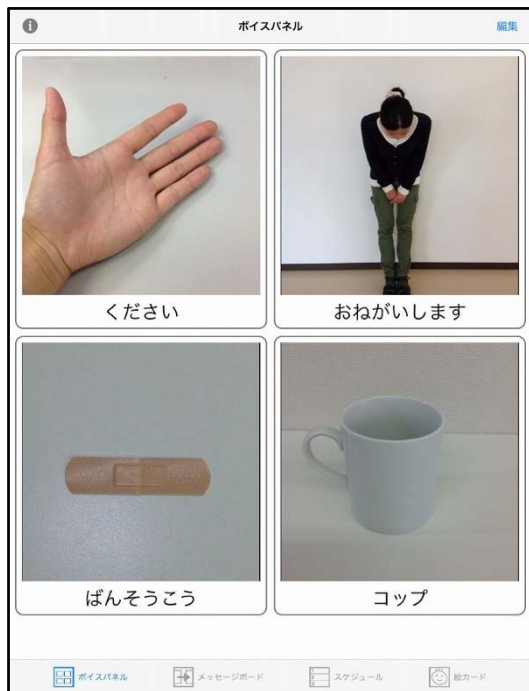 ボイスパネル
編集
ください
おねがいします
ばんそうこう
コップ
ボイスパネル
メッセージボード
スケジュール
絵カード